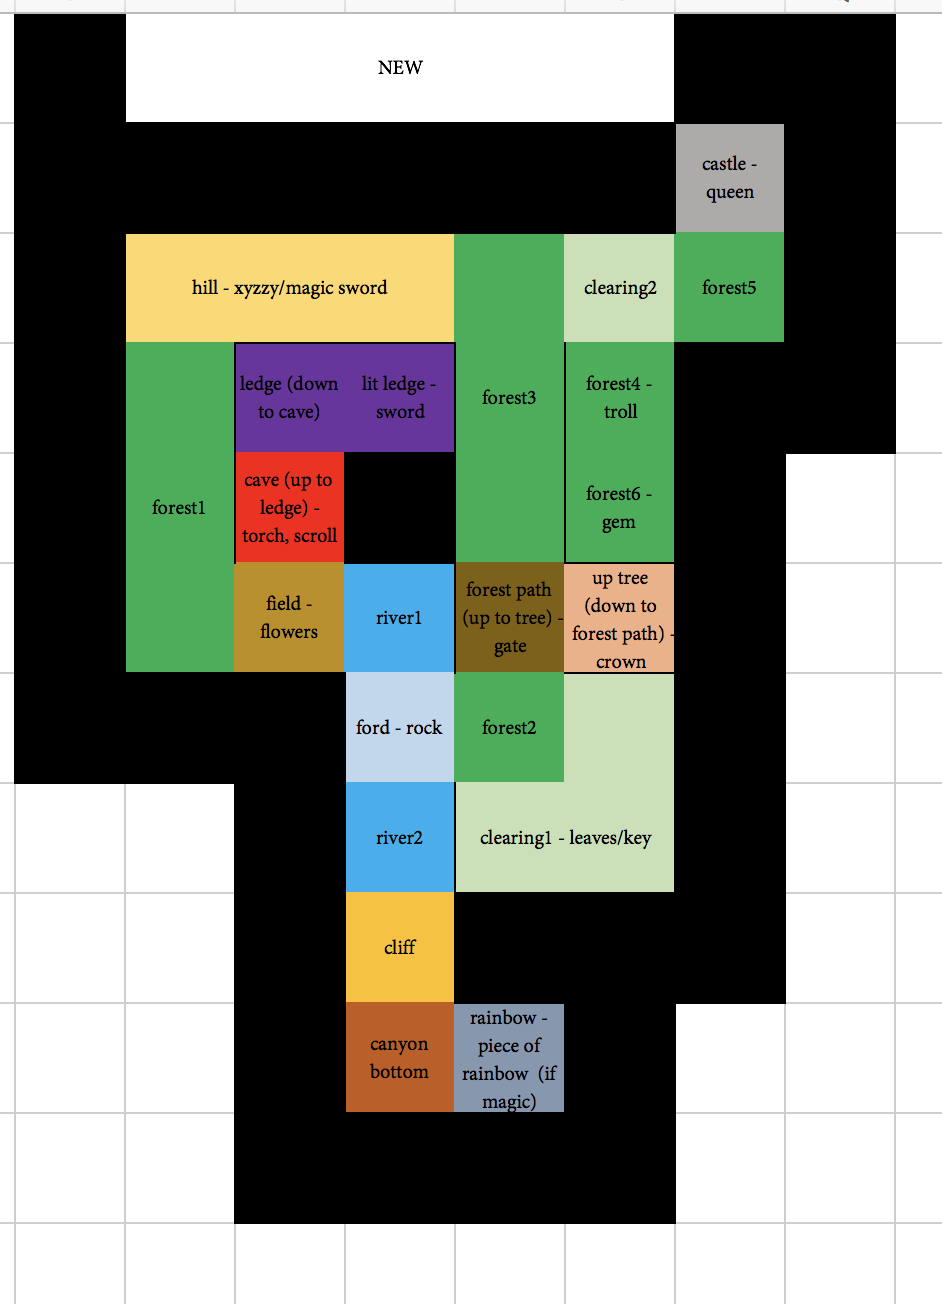 NEW
castle -
queen
hill - xyzzy/magic sword
clearing2
forest5
ledge (down
to cave)
lit ledge -
sword
forest3
forest4 -
troll
forest1
cave (up to
ledge) -
torch, scroll
forest6 -
gem
field -
flowers
river1
forest path
(up to tree) -
gate
up tree
(down to
forest path) -
crown
ford - rock
forest2
river2
clearing1 - leaves/key
cliff
canyon
bottom
rainbow -
piece of
rainbow (if
magic)